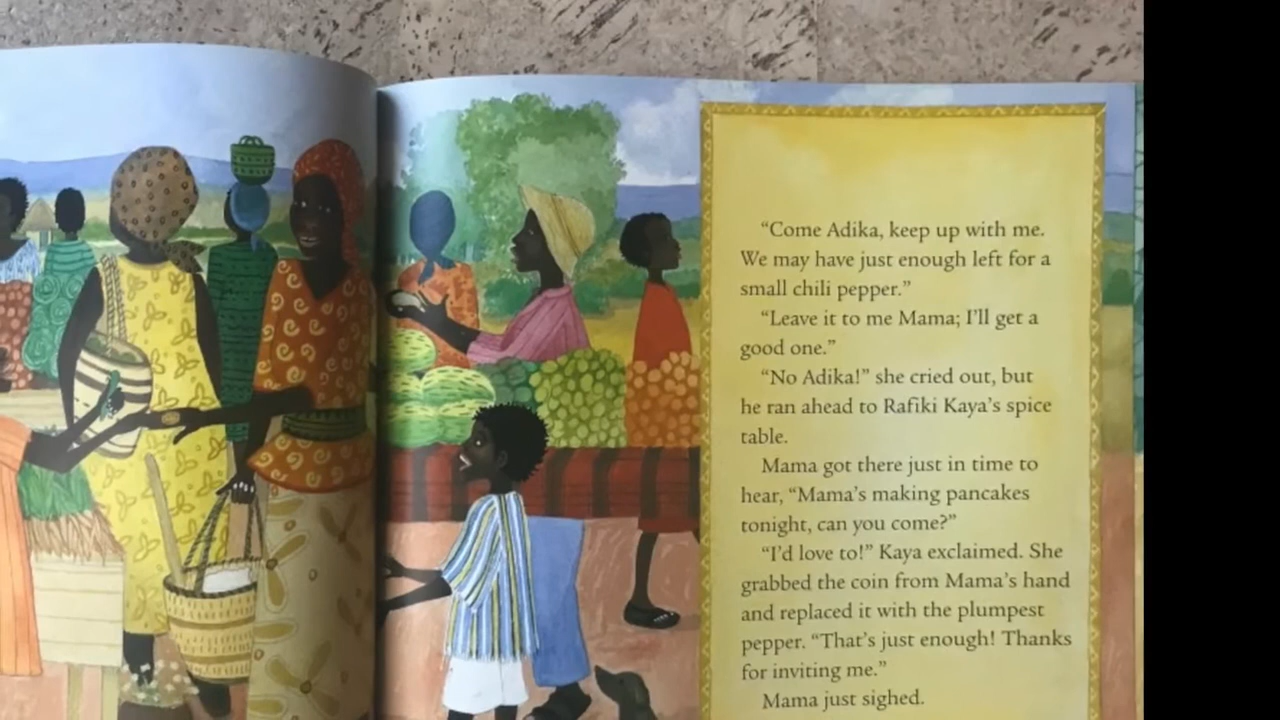 “Come Adika, keep up with me.
We may have just enough left for a
small chili pepper.”
“Leave it to me Mama; I’ll get a
good one.”
“No Adika!” she cried out, but
he ran ahead to Rafiki Kaya’s spice
table.
Mama got there just in time to
hear, “Mama’s making pancakes
tonight, can you come?”
“I’d love to!” Kaya exclaimed. She
grabbed the coin from Mama’s hand
and replaced it with the plumpest
pepper. “That’s just enough! Thanks
for inviting me.”
Mama just sighed.